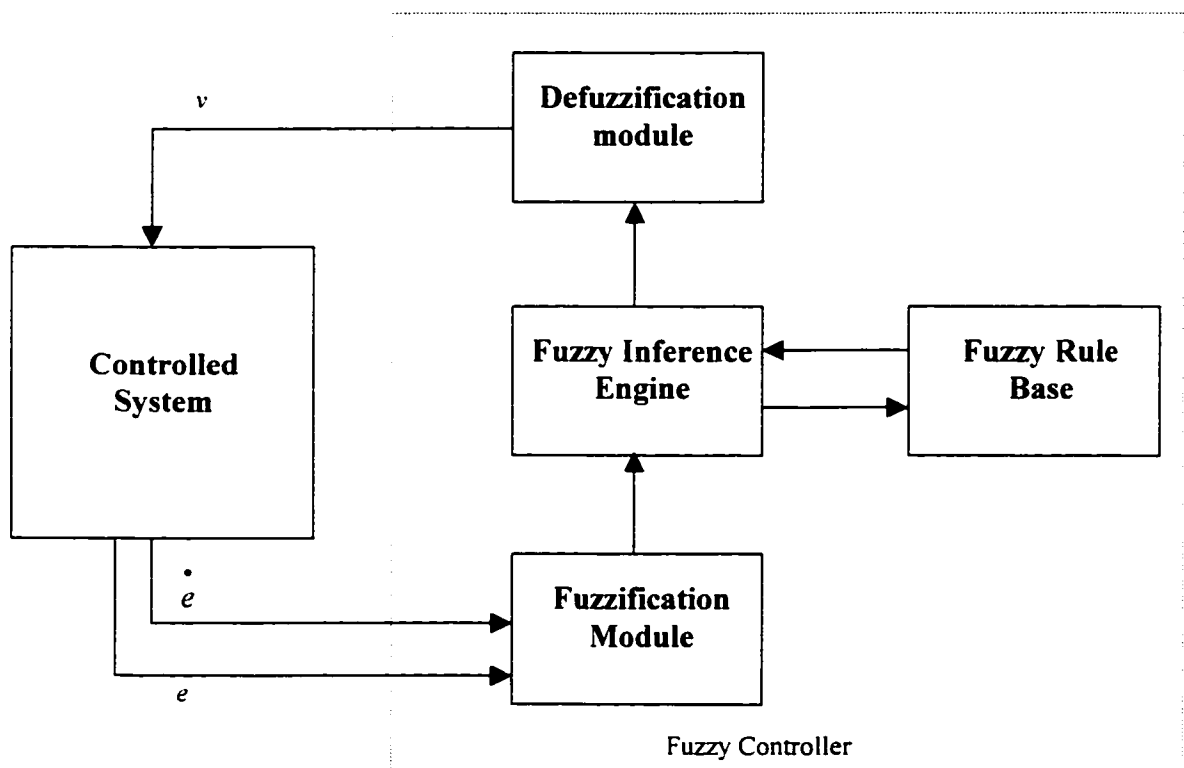 v
Defuzzification
module
Controlled
System
Fuzzy Inference
Engine
Fuzzy Rule
Base
ė
e
Fuzzification
Module
Fuzzy Controller